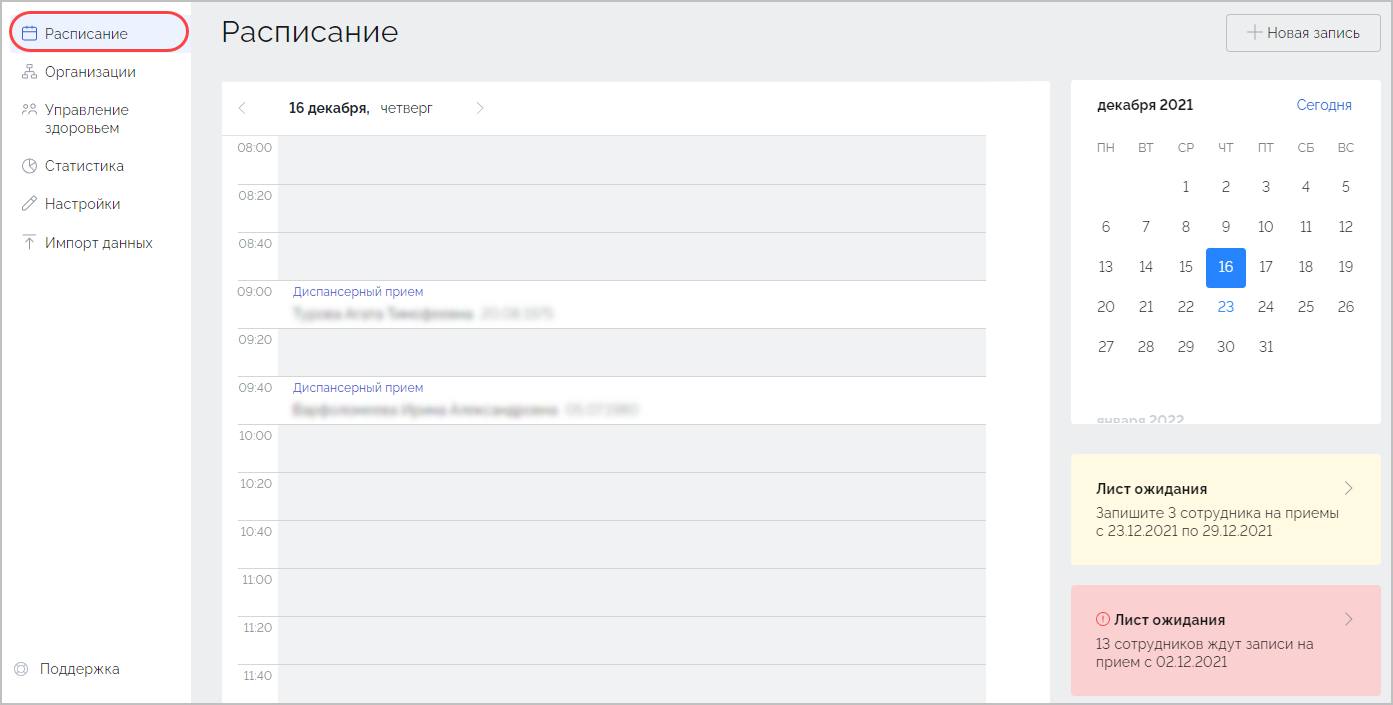 Расписание
Организации
Управление
здоровьем
Статистика
Настройки
Импорт данных
Поддержка
Расписание
Новая запись
16 декабря, четверг
08:00
08:20
08:40
09:00 Диспансерный прием
09:20
09:40 Диспансерный прием
10:00
10:20
10:40
11:00
11:20
11:40
декабря 2021 Сегодня
ПН ВТ СР ЧТ ПТ СБ ВС
1 2 3 4 5
6 7 8 9 10 11 12
13 14 15 16 17 18 19
20 21 22 23 24 25 26
27 28 29 30 31
января 2022
Лист ожидания
Запишите 3 сотрудника на приемы
с 23.12.2021 по 29.12.2021
Лист ожидания
13 сотрудников ждут записи на
прием с 02.12.2021